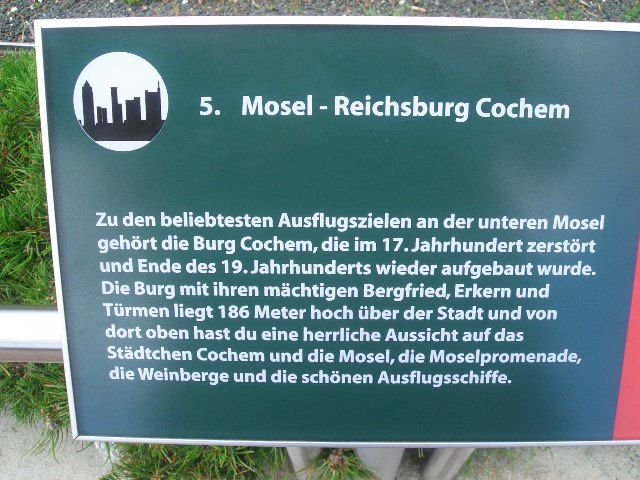 5. Mosel - Reichsburg Cochem
Zu den beliebtesten Ausflugszielen an der unteren Mosel
gehört die Burg Cochem, die im 17. Jahrhundert zerstört
und Ende des 19. Jahrhunderts wieder aufgebaut wurde.
Die Burg mit ihren mächtigen Bergfried, Erkern und
Türmen liegt 186 Meter hoch über der Stadt und von
dort oben hast du eine herrliche Aussicht auf das
Städtchen Cochem und die Mosel, die Moselpromenade,
die Weinberge und die schönen Ausflugsschiffe.